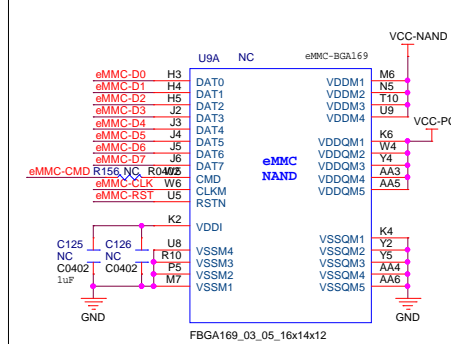 VCC-NAND
U9A NC eMMC-BGA169
eMMC-D0 H3 DAT0 VDDM1 M6
eMMC-D1 H4 DAT1 VDDM2 N5
eMMC-D2 H5 DAT2 VDDM3 T10
eMMC-D3 J2 DAT3 VDDM4 U9
eMMC-D4 J3 DAT4
eMMC-D5 J4 DAT5 VDDQM1 K6
eMMC-D6 J5 DAT6 VDDQM2 W4
eMMC-D7 J6 DAT7 VDDQM3 Y4
eMMC-CMD R156 NC R0402 W5 CMD VDDQM4 AA3
eMMC-CLK W6 CLKM VDDQM5 AA5
eMMC-RST U5 RSTN
eMMC
NAND
K2 VDDI
VSSQM1 K4
U8 VSSM4 VSSQM2 Y2
R10 VSSM3 VSSQM3 Y5
P5 VSSM2 VSSQM4 AA4
M7 VSSM1 VSSQM5 AA6
C125 C126
NC NC
C0402 C0402
1uF
GND GND
FBGA169_03_05_16x14x12